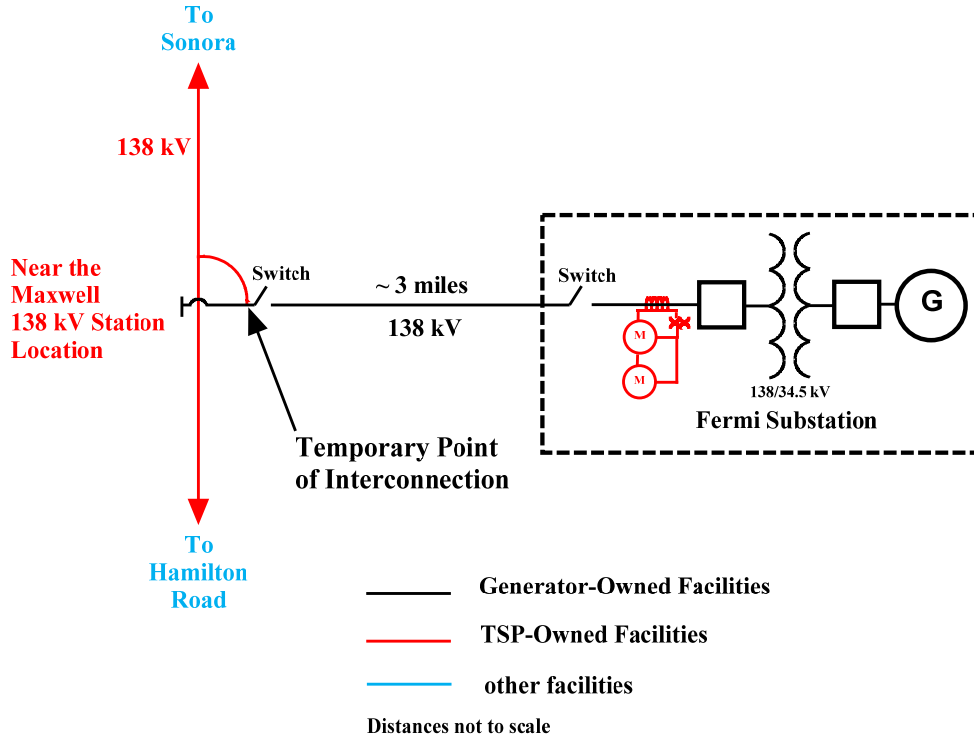 To
Sonora
138 kV
Near the
Maxwell
138 kV Station
Location
Switch
~ 3 miles
138 kV
Switch
M
M
G
138/34.5 kV
Fermi Substation
Temporary Point
of Interconnection
To
Hamilton
Road
Generator-Owned Facilities
TSP-Owned Facilities
other facilities
Distances not to scale